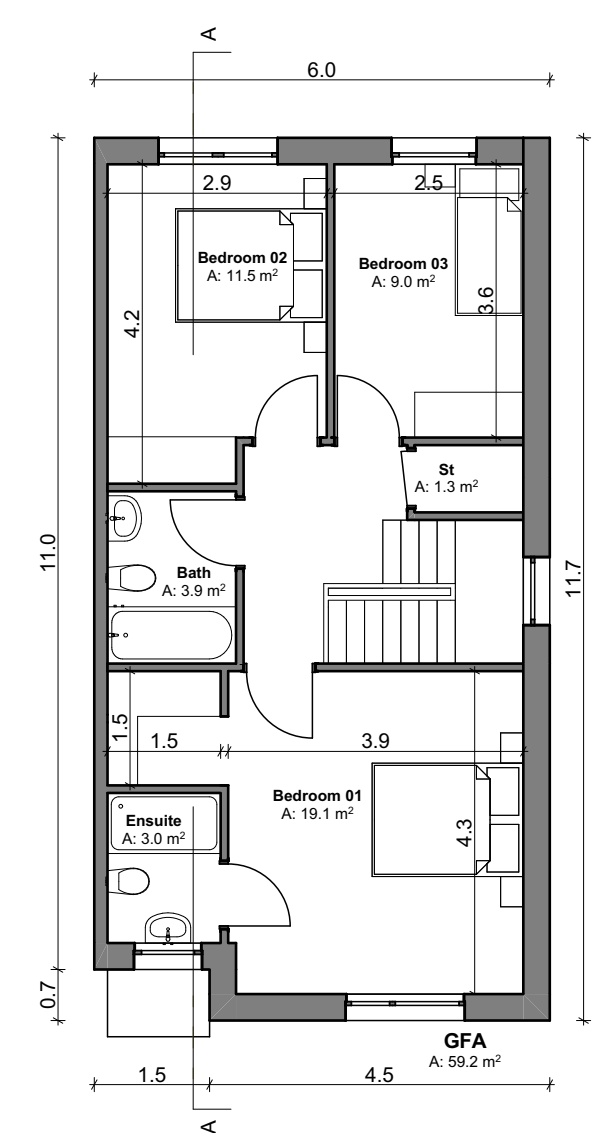 A
6.0
2.9
2.5
Bedroom 02
A: 11.5 m²
Bedroom 03
A: 9.0 m²
3.6
4.2
St
A: 1.3 m²
11.0
11.7
Bath
A: 3.9 m²
1.5
1.5
3.9
Bedroom 01
A: 19.1 m²
Ensuite
A: 3.0 m²
4.3
0.7
GFA
A: 59.2 m²
1.5
4.5
A